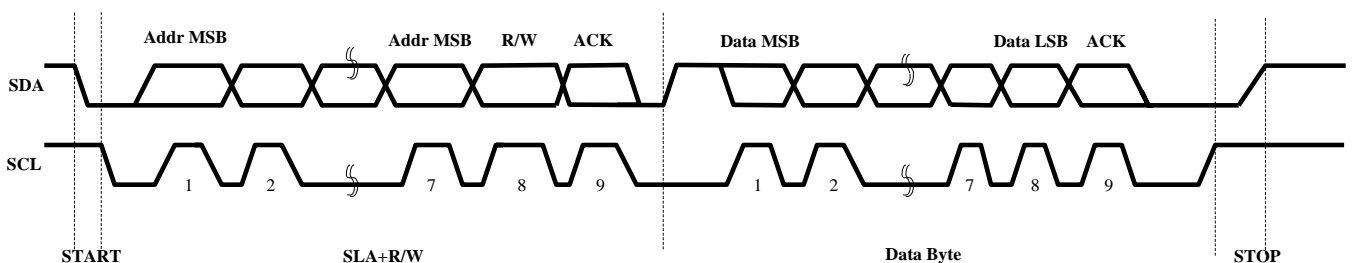 Addr MSB Addr MSB R/W ACK Data MSB Data LSB ACK
SDA
SCL
1 2 7 8 9 1 2 7 8 9
START SLA+R/W Data Byte STOP